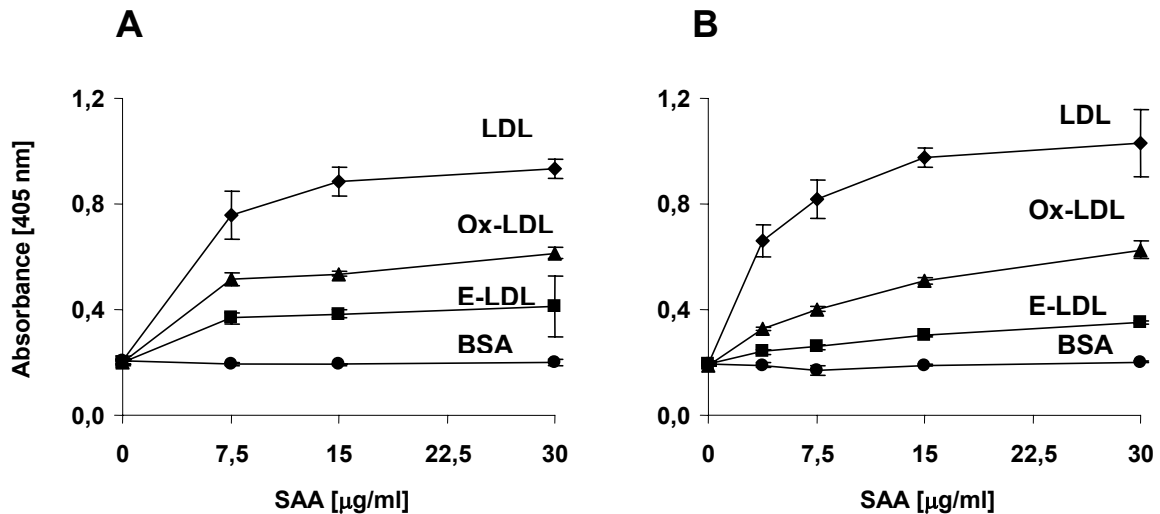 A
1,2
0,8
0,4
0,0
Absorbance [405 nm]
LDL
Ox-LDL
E-LDL
BSA
0 7,5 15 22,5 30
SAA [μg/ml]
B
1,2
0,8
0,4
0,0
LDL
Ox-LDL
E-LDL
BSA
0 7,5 15 22,5 30
SAA [μg/ml]